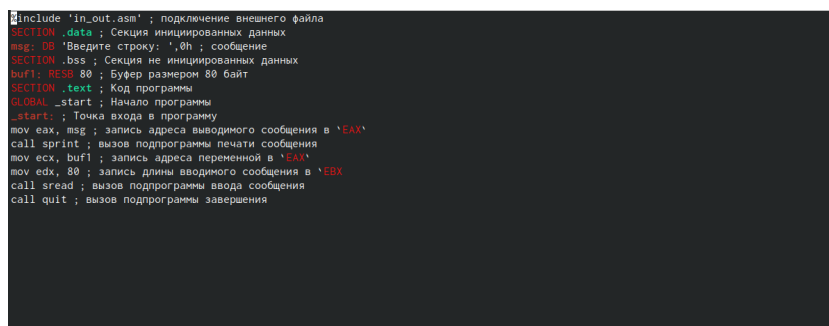 %include 'in_out.asm' ; подключение внешнего файла
SECTION .data ; Секция инициированных данных
msg: DB 'Введите строку: ',0h ; сообщение
SECTION .bss ; Секция не инициированных данных
buf1: RESB 80 ; Буфер размером 80 байт
SECTION .text ; Код программы
GLOBAL _start ; Начало программы
_start: ; Точка входа в программу
mov eax, msg ; запись адреса выводимого сообщения в `EAX`
call sprint ; вызов подпрограммы печати сообщения
mov ecx, buf1 ; запись адреса переменной в `EAX`
mov edx, 80 ; запись длины вводимого сообщения в `EBX
call sread ; вызов подпрограммы ввода сообщения
call quit ; вызов подпрограммы завершения